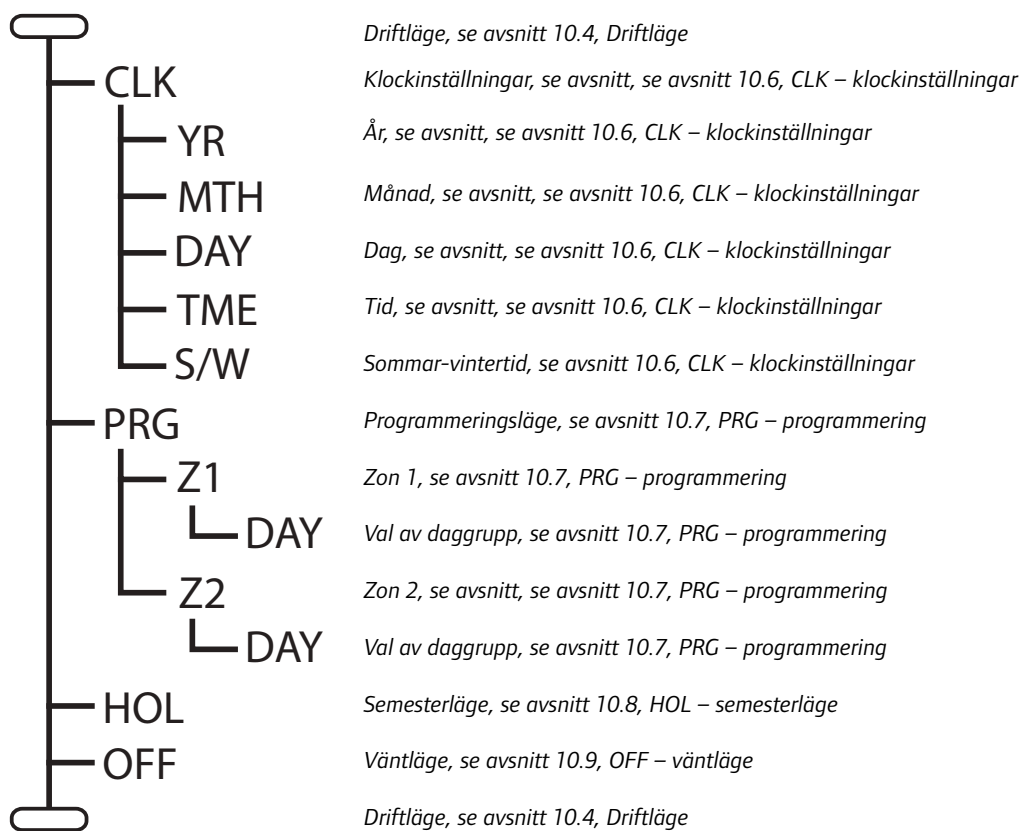 Driftläge, se avsnitt 10.4, Driftläge
CLK Klockinställningar, se avsnitt, se avsnitt 10.6, CLK – klockinställningar
YR År, se avsnitt, se avsnitt 10.6, CLK – klockinställningar
MTH Månad, se avsnitt, se avsnitt 10.6, CLK – klockinställningar
DAY Dag, se avsnitt, se avsnitt 10.6, CLK – klockinställningar
TME Tid, se avsnitt, se avsnitt 10.6, CLK – klockinställningar
S/W Sommar-vintertid, se avsnitt 10.6, CLK – klockinställningar
PRG Programmeringsläge, se avsnitt 10.7, PRG – programmering
Z1 Zon 1, se avsnitt 10.7, PRG – programmering
DAY Val av daggrupp, se avsnitt 10.7, PRG – programmering
Z2 Zon 2, se avsnitt, se avsnitt 10.7, PRG – programmering
DAY Val av daggrupp, se avsnitt 10.7, PRG – programmering
HOL Semesterläge, se avsnitt 10.8, HOL – semesterläge
OFF Väntläge, se avsnitt 10.9, OFF – väntläge
Driftläge, se avsnitt 10.4, Driftläge